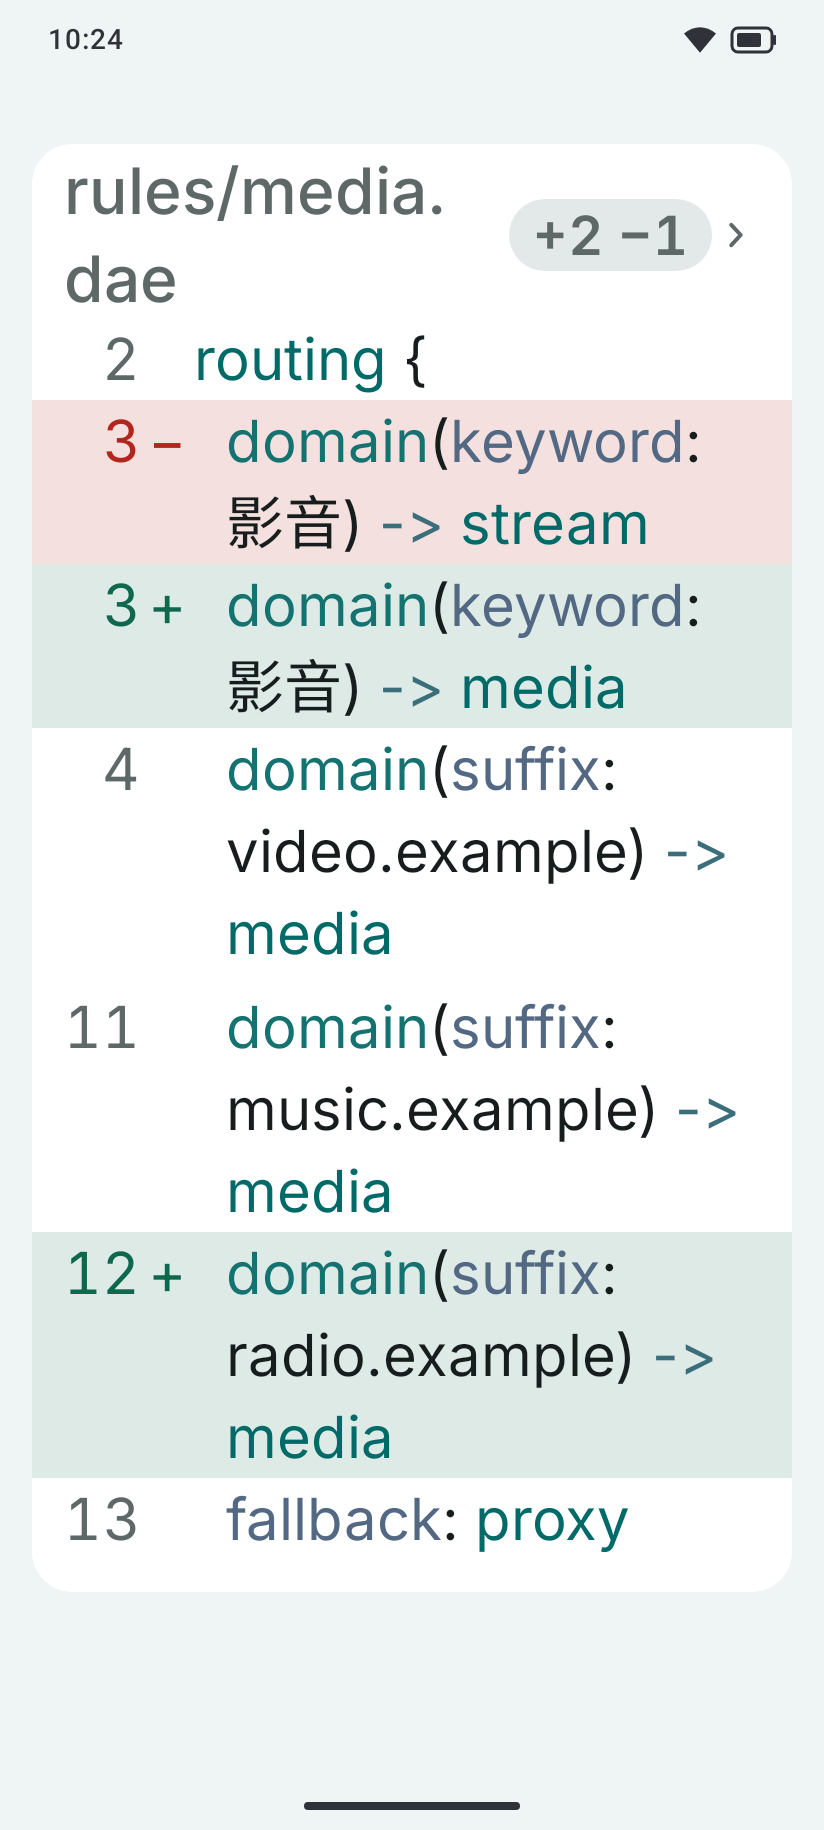 10:24
rules/media.
dae
+2 −1
2 routing {
3 − domain(keyword:
影音) -> stream
3 + domain(keyword:
影音) -> media
4 domain(suffix:
video.example) ->
media
11 domain(suffix:
music.example) ->
media
12 + domain(suffix:
radio.example) ->
media
13 fallback: proxy